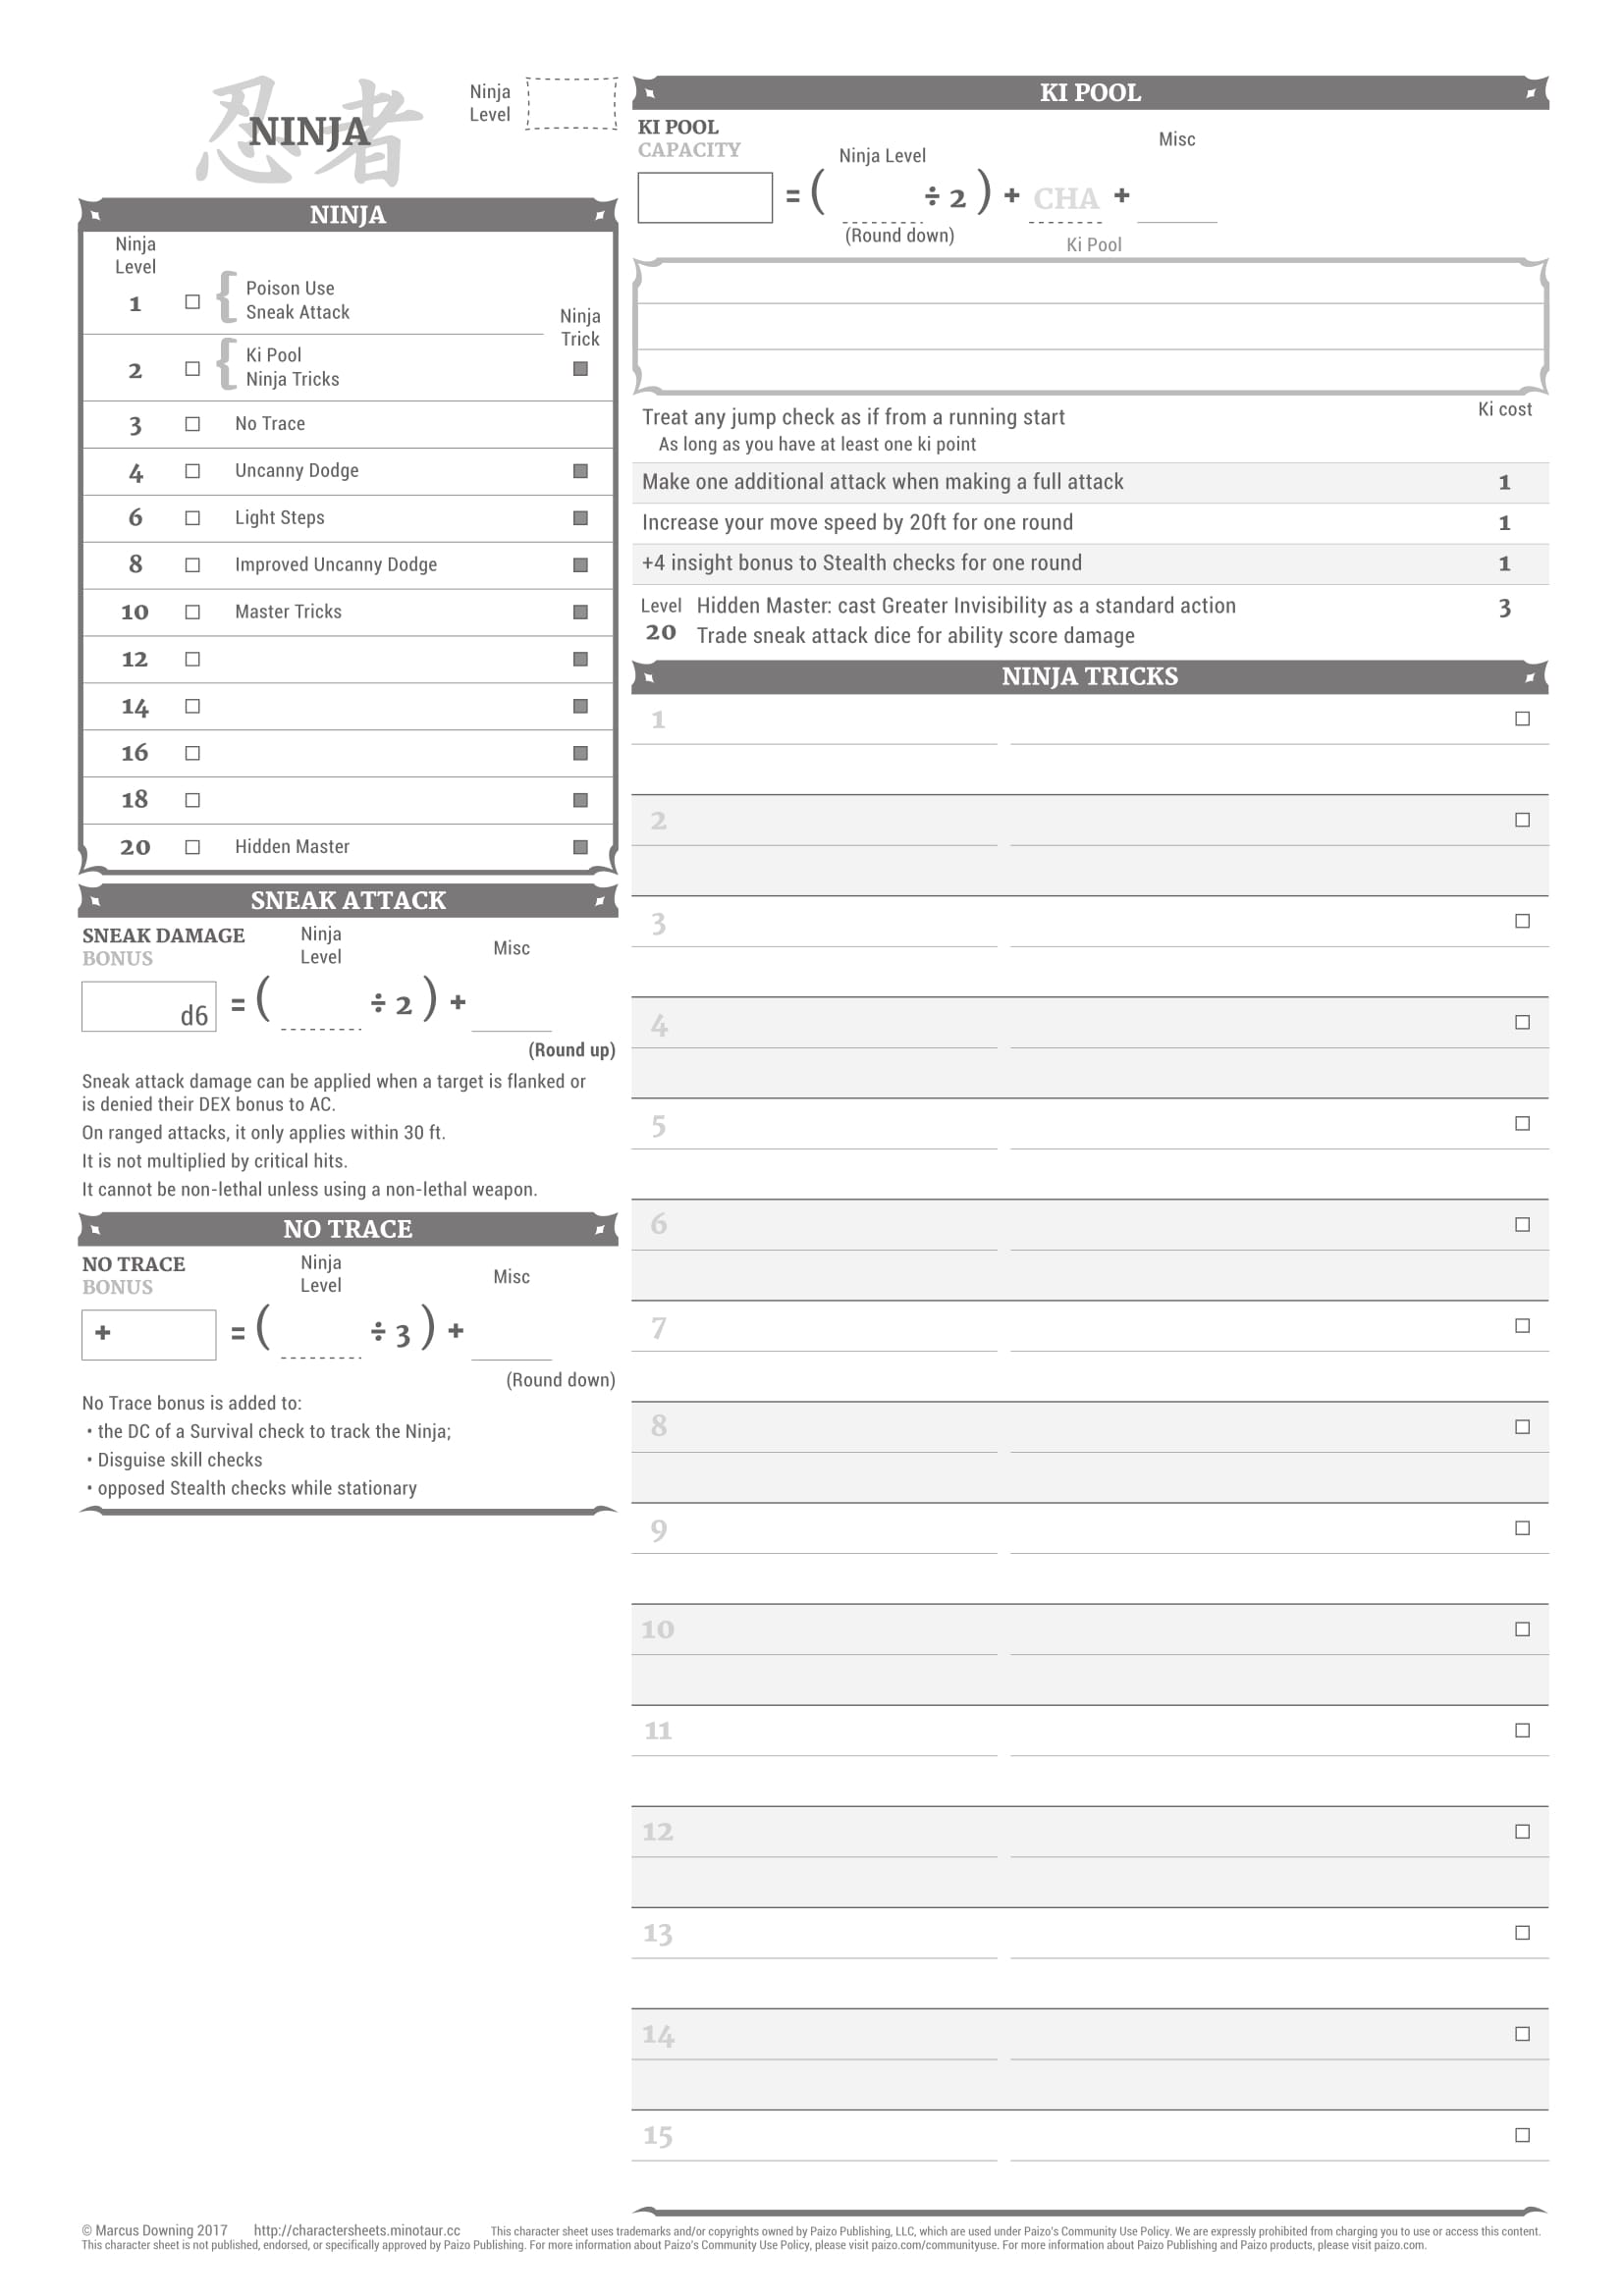 忍者
NINJA
Ninja
Level
NINJA
Ninja
Level
1 Poison Use
Sneak Attack
Ninja
Trick
2 Ki Pool
Ninja Tricks
3 No Trace
4 Uncanny Dodge
6 Light Steps
8 Improved Uncanny Dodge
10 Master Tricks
12
14
16
18
20 Hidden Master
SNEAK ATTACK
SNEAK DAMAGE
BONUS
Ninja
Level
Misc
d6 = ( ÷ 2 ) +
(Round up)
Sneak attack damage can be applied when a target is flanked or
is denied their DEX bonus to AC.
On ranged attacks, it only applies within 30 ft.
It is not multiplied by critical hits.
It cannot be non-lethal unless using a non-lethal weapon.
NO TRACE
NO TRACE
BONUS
Ninja
Level
Misc
+ = ( ÷ 3 ) +
(Round down)
No Trace bonus is added to:
• the DC of a Survival check to track the Ninja;
• Disguise skill checks
• opposed Stealth checks while stationary
KI POOL
KI POOL
CAPACITY
Ninja Level
Misc
= ( ÷ 2 ) + CHA +
(Round down)
Ki Pool
Ki cost
Treat any jump check as if from a running start
As long as you have at least one ki point
Make one additional attack when making a full attack 1
Increase your move speed by 20ft for one round 1
+4 insight bonus to Stealth checks for one round 1
Level Hidden Master: cast Greater Invisibility as a standard action 3
20 Trade sneak attack dice for ability score damage
NINJA TRICKS
1
2
3
4
5
6
7
8
9
10
11
12
13
14
15
© Marcus Downing 2017 http://charactersheets.minotaur.cc This character sheet uses trademarks and/or copyrights owned by Paizo Publishing, LLC, which are used under Paizo's Community Use Policy. We are expressly prohibited from charging you to use or access this content.
This character sheet is not published, endorsed, or specifically approved by Paizo Publishing. For more information about Paizo's Community Use Policy, please visit paizo.com/communityuse. For more information about Paizo Publishing and Paizo products, please visit paizo.com.